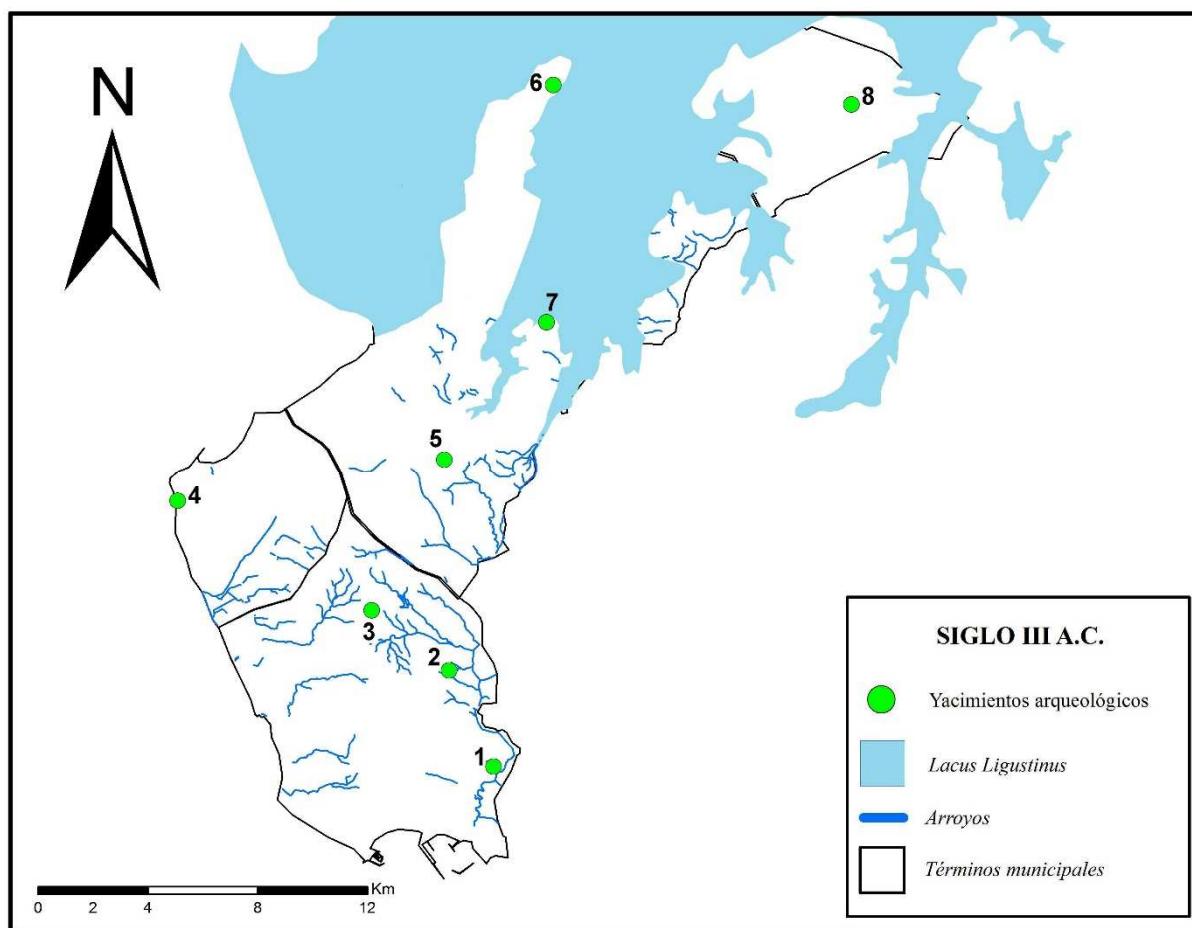 N
6
8
7
5
4
3
2
1
Km
0 2 4 8 12
SIGLO III A.C.
Yacimientos arqueológicos
Lacus Ligustinus
Arroyos
Términos municipales